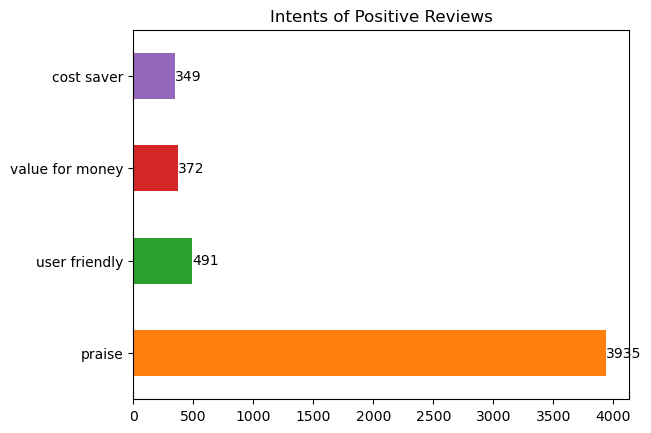 Intents of Positive Reviews
cost saver 349
value for money 372
user friendly 491
praise 3935
0 500 1000 1500 2000 2500 3000 3500 4000